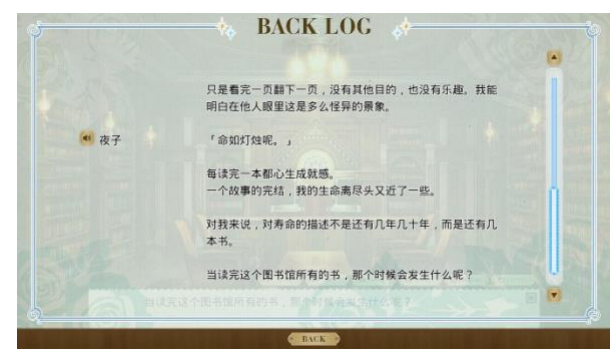 BACK LOG
只是看完一页翻下一页，没有其他目的，也没有乐趣。我能
明白在他人眼里这是多么怪异的景象。
夜子
「命如灯烛呢。」
每读完一本都心生成就感。
一个故事的完结，我的生命离尽头又近了一些。
对我来说，对寿命的描述不是还有几年几十年，而是还有几
本书。
当读完这个图书馆所有的书，那个时候会发生什么呢？
当读完这个图书馆所有的书，那个时候会发生什么呢？
BACK